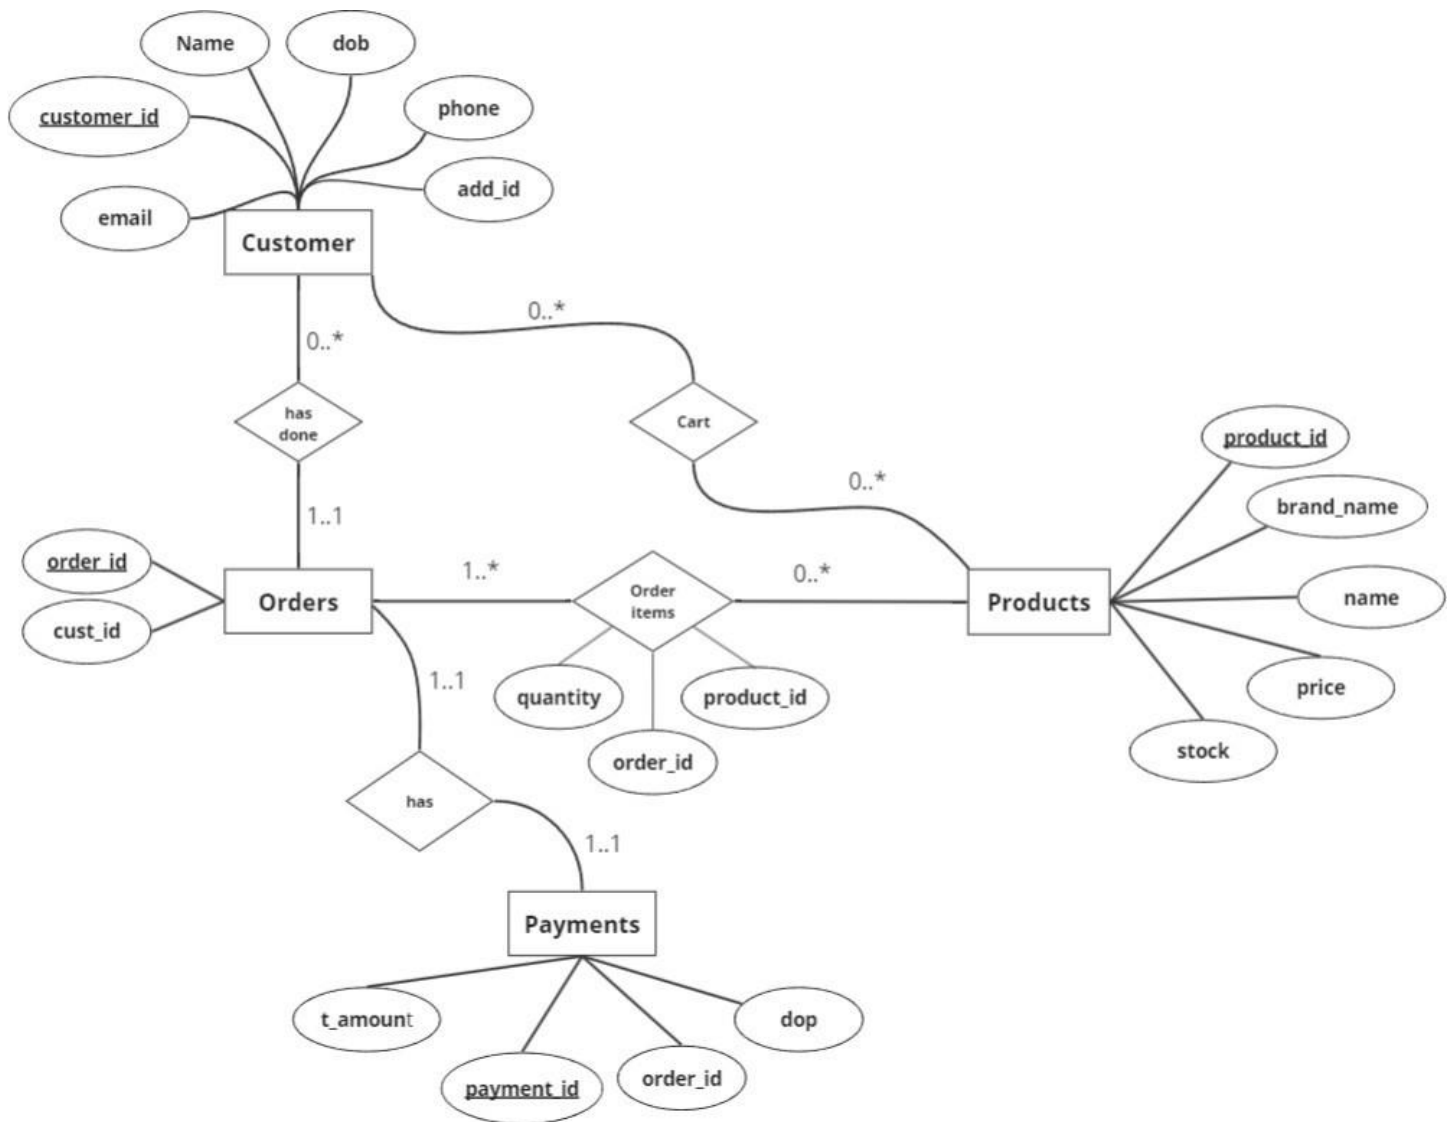 Name
dob
phone
customer_id
add_id
email
Customer
0..*
0..*
has
done
Cart
product_id
0..*
brand_name
1..1
order_id
1..*
Order
items
0..*
Orders
Products
name
cust_id
1..1
quantity
product_id
price
order_id
stock
has
1..1
Payments
t_amount
dop
payment_id
order_id